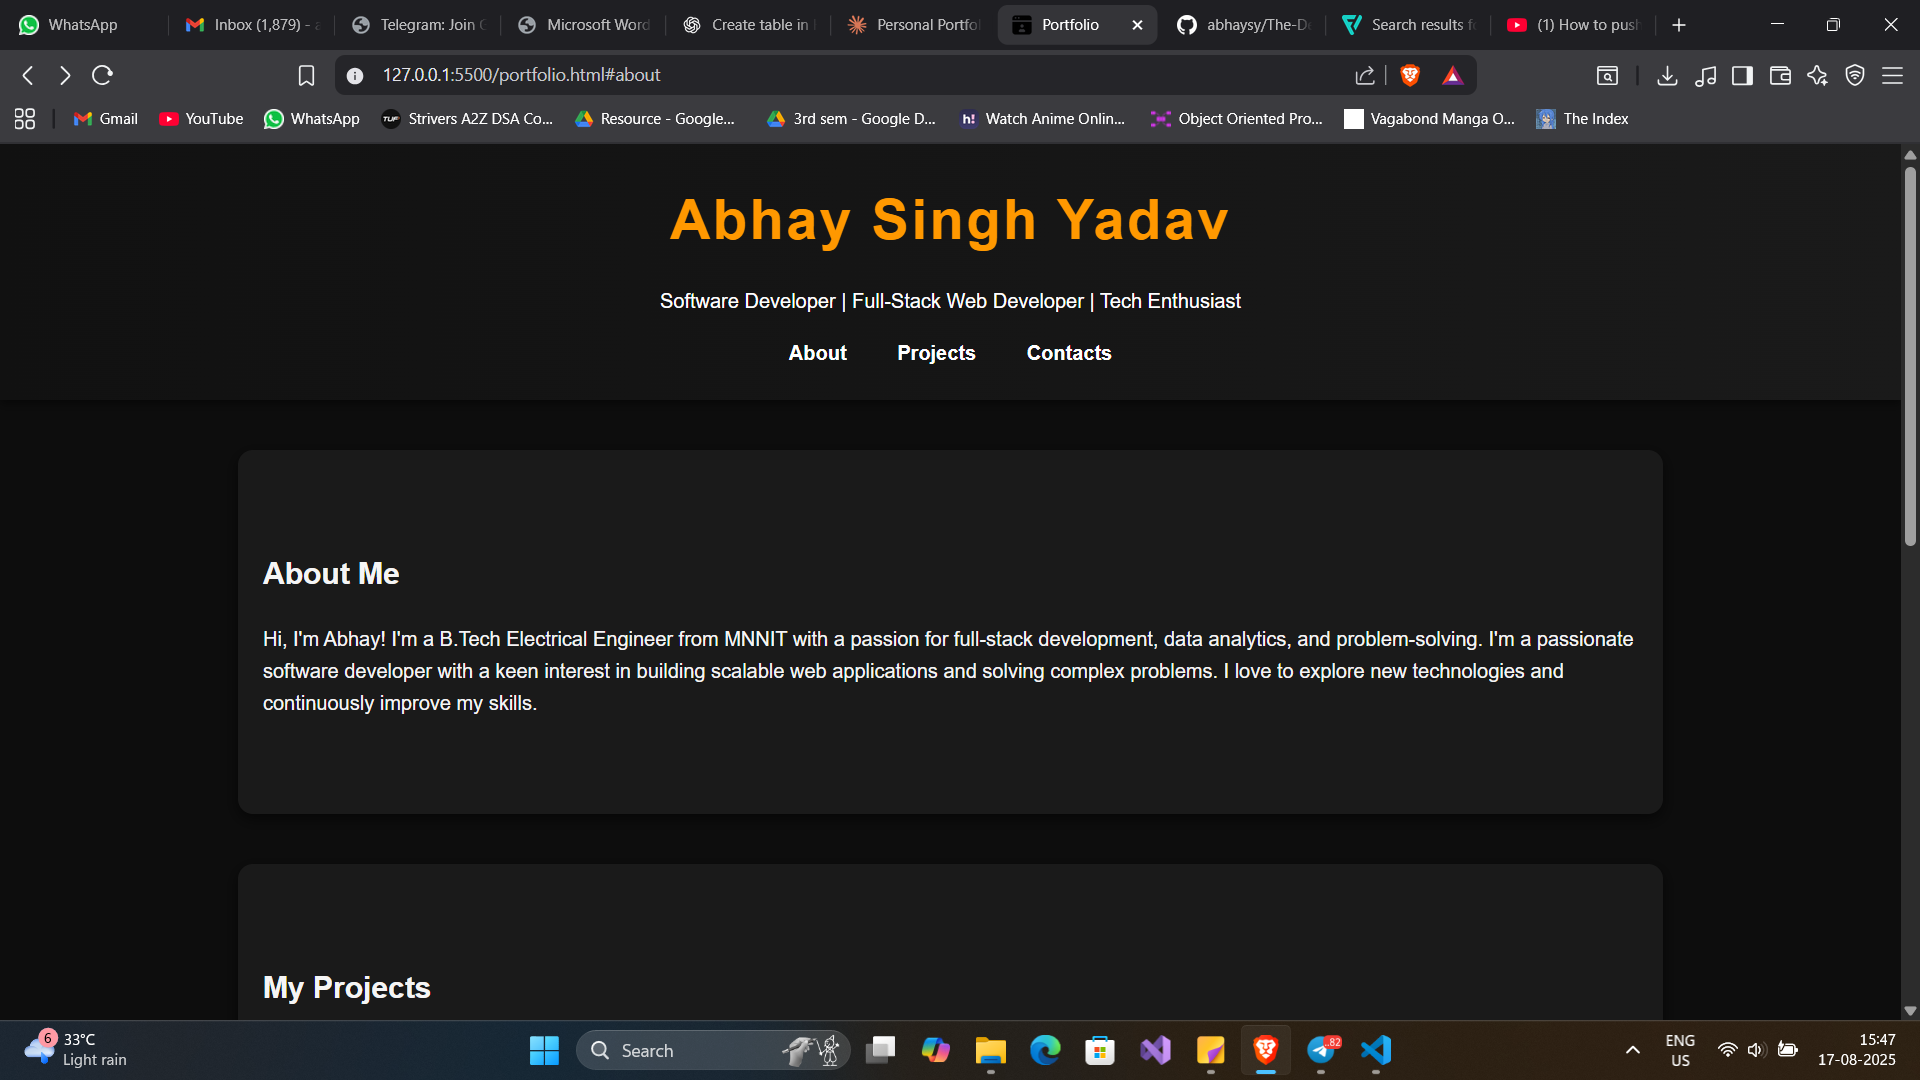 WhatsApp
Inbox (1,879) - a
Telegram: Join
Microsoft Word
Create table in
Personal Portfo
Portfolio
abhaysy/The-D
Search results f
(1) How to push
127.0.0.1:5500/portfolio.html#about
Gmail
YouTube
WhatsApp
TUF
Strivers A2Z DSA Co...
Resource - Google...
3rd sem - Google D...
h!
Watch Anime Onlin...
Object Oriented Pro...
Vagabond Manga O...
The Index
Abhay Singh Yadav
Software Developer | Full-Stack Web Developer | Tech Enthusiast
About Projects Contacts
About Me
Hi, I'm Abhay! I'm a B.Tech Electrical Engineer from MNNIT with a passion for full-stack development, data analytics, and problem-solving. I'm a passionate
software developer with a keen interest in building scalable web applications and solving complex problems. I love to explore new technologies and
continuously improve my skills.
My Projects
6
33°C
Light rain
Search
82
ENG
US
15:47
17-08-2025